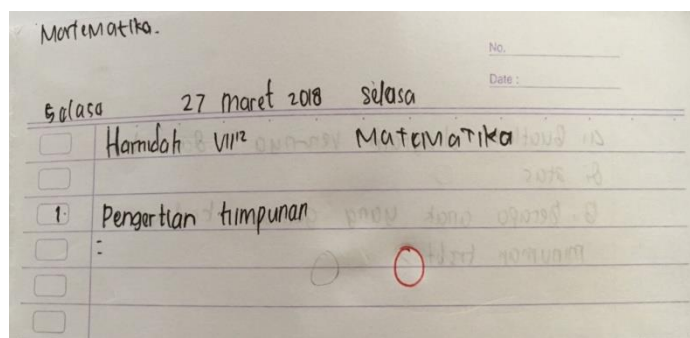 Matematika.
No.
Date :
Selasa 27 maret 2018 selasa
Hamidah VII¹² MATEMATIKA
1. Pengertian himpunan
: